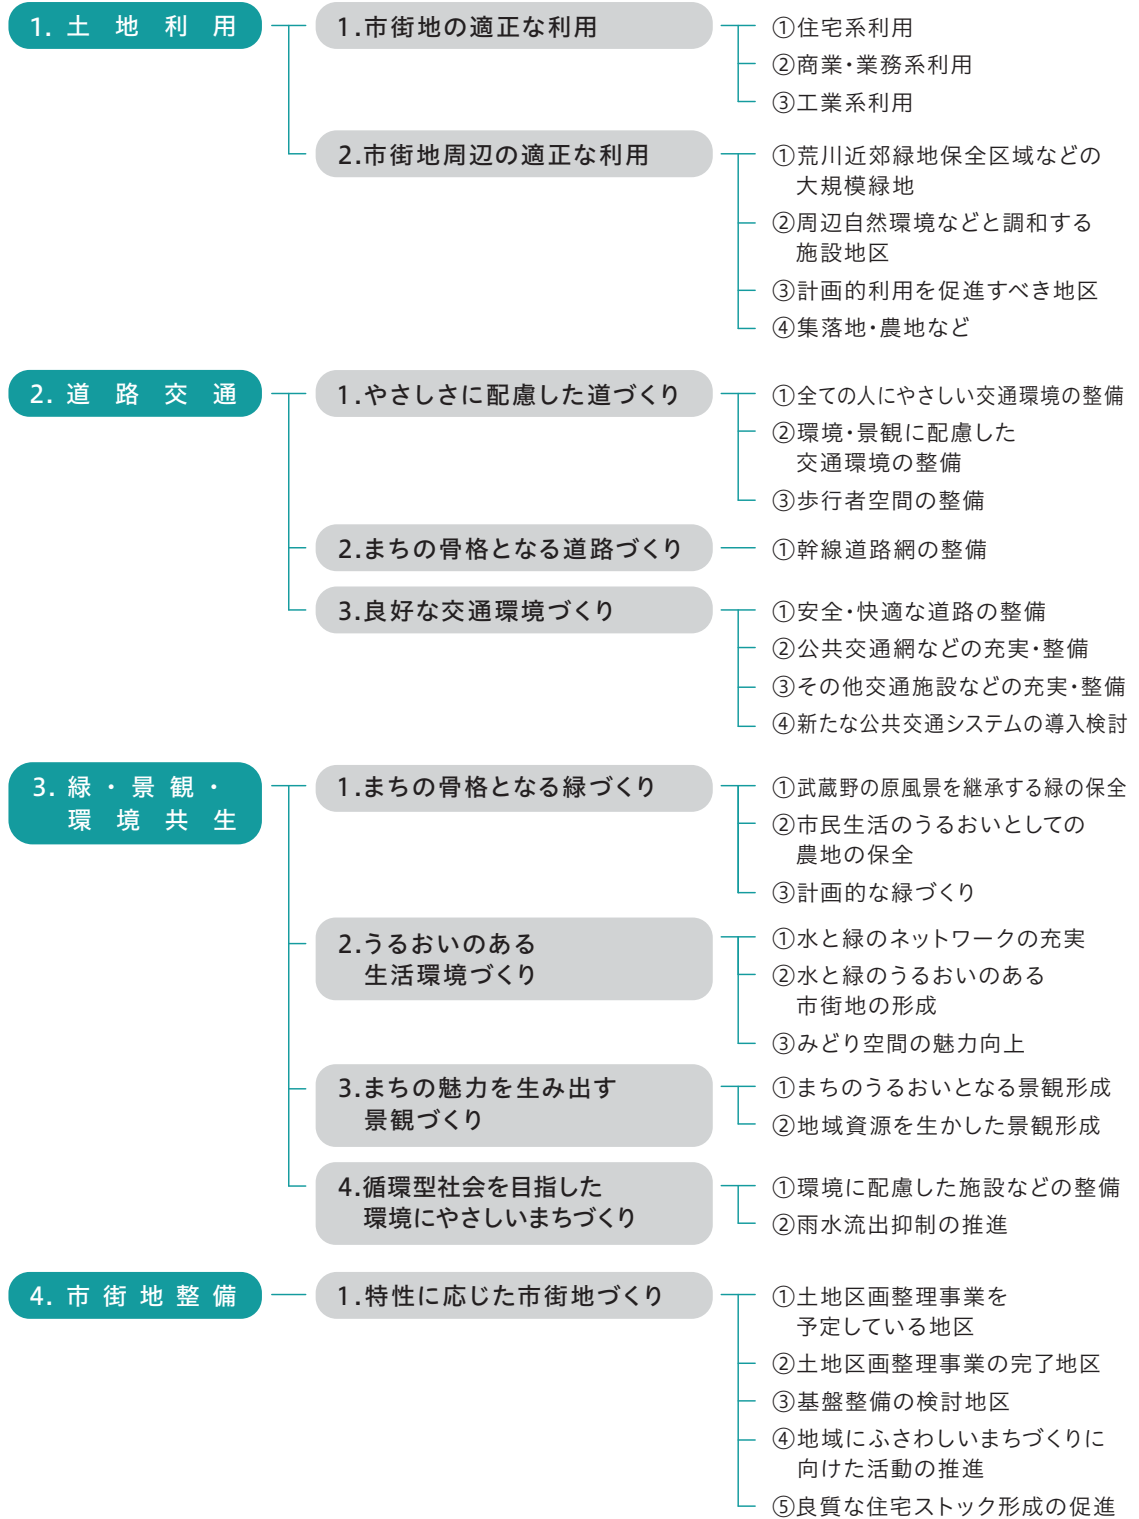 1. 土地利用
1.市街地の適正な利用
①住宅系利用
②商業・業務系利用
③工業系利用
2.市街地周辺の適正な利用
①荒川近郊緑地保全区域などの
大規模緑地
②周辺自然環境などと調和する
施設地区
③計画的利用を促進すべき地区
④集落地・農地など
2. 道路交通
1.やさしさに配慮した道づくり
①全ての人にやさしい交通環境の整備
②環境・景観に配慮した
交通環境の整備
③歩行者空間の整備
2.まちの骨格となる道路づくり
①幹線道路網の整備
3.良好な交通環境づくり
①安全・快適な道路の整備
②公共交通網などの充実・整備
③その他交通施設などの充実・整備
④新たな公共交通システムの導入検討
3. 緑・景観・
環境共生
1.まちの骨格となる緑づくり
①武蔵野の原風景を継承する緑の保全
②市民生活のうるおいとしての
農地の保全
③計画的な緑づくり
2.うるおいのある
生活環境づくり
①水と緑のネットワークの充実
②水と緑のうるおいのある
市街地の形成
③みどり空間の魅力向上
3.まちの魅力を生み出す
景観づくり
①まちのうるおいとなる景観形成
②地域資源を生かした景観形成
4.循環型社会を目指した
環境にやさしいまちづくり
①環境に配慮した施設などの整備
②雨水流出抑制の推進
4. 市街地整備
1.特性に応じた市街地づくり
①土地区画整理事業を
予定している地区
②土地区画整理事業の完了地区
③基盤整備の検討地区
④地域にふさわしいまちづくりに
向けた活動の推進
⑤良質な住宅ストック形成の促進